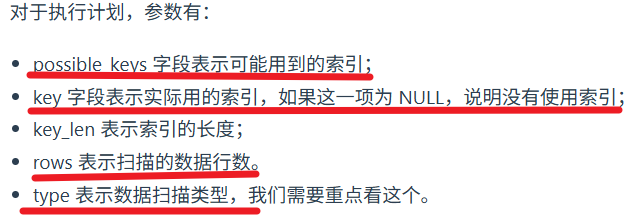 对于执行计划，参数有：
• possible_keys 字段表示可能用到的索引；
• key 字段表示实际用的索引，如果这一项为 NULL，说明没有使用索引；
• key_len 表示索引的长度；
• rows 表示扫描的数据行数。
• type 表示数据扫描类型，我们需要重点看这个。